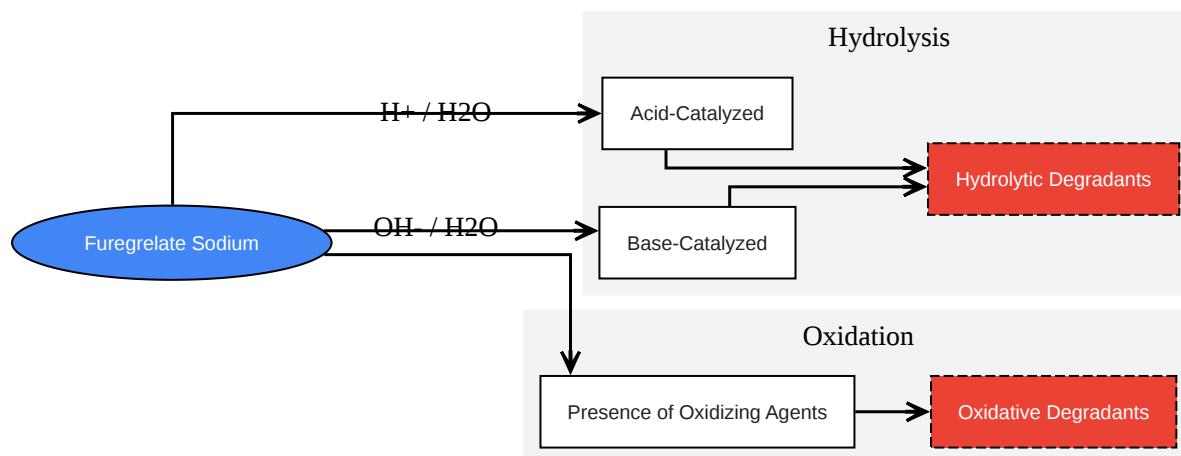 Hydrolysis
H+ / H2O
Acid-Catalyzed
Hydrolytic Degradants
OH- / H2O
Furegrelate Sodium
Base-Catalyzed
Oxidation
Presence of Oxidizing Agents
Oxidative Degradants